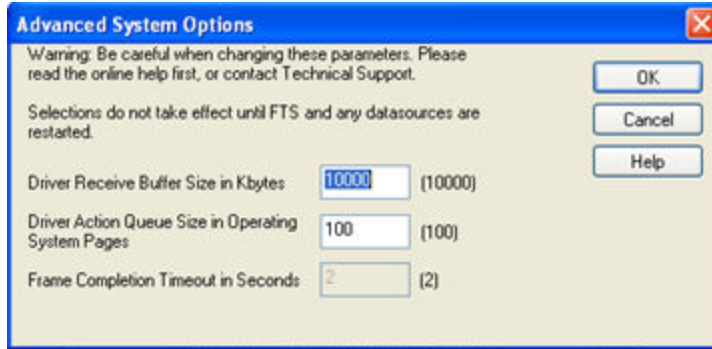 Advanced System Options
Warning: Be careful when changing these parameters. Please
read the online help first, or contact Technical Support.
OK
Selections do not take effect until FTS and any datasources are
restarted.
Cancel
Help
Driver Receive Buffer Size in Kbytes 10000 (10000)
Driver Action Queue Size in Operating
System Pages 100 (100)
Frame Completion Timeout in Seconds 2 (2)